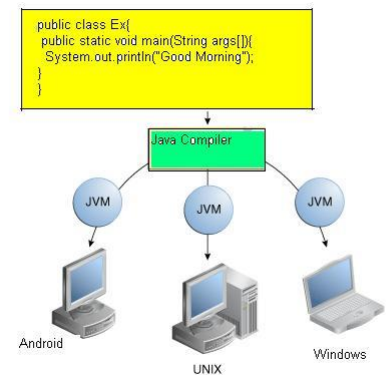 public class Ex{
public static void main(String args[]){
System.out.println("Good Morning");
}
}
Java Compiler
JVM
JVM
JVM
Android
UNIX
Windows